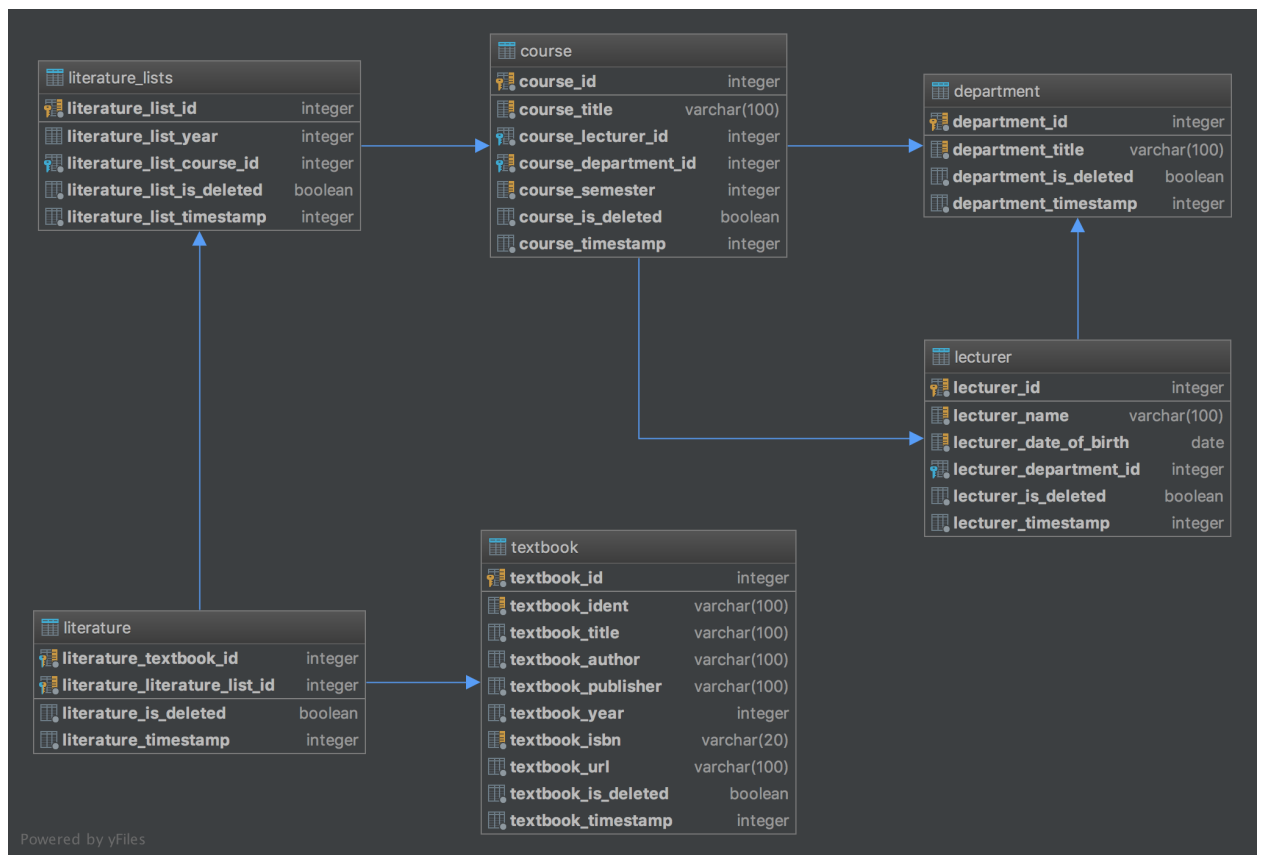 literature_lists
literature_list_id integer
literature_list_year integer
literature_list_course_id integer
literature_list_is_deleted boolean
literature_list_timestamp integer
course
course_id integer
course_title varchar(100)
course_lecturer_id integer
course_department_id integer
course_semester integer
course_is_deleted boolean
course_timestamp integer
department
department_id integer
department_title varchar(100)
department_is_deleted boolean
department_timestamp integer
lecturer
lecturer_id integer
lecturer_name varchar(100)
lecturer_date_of_birth date
lecturer_department_id integer
lecturer_is_deleted boolean
lecturer_timestamp integer
literature
literature_textbook_id integer
literature_literature_list_id integer
literature_is_deleted boolean
literature_timestamp integer
textbook
textbook_id integer
textbook_ident varchar(100)
textbook_title varchar(100)
textbook_author varchar(100)
textbook_publisher varchar(100)
textbook_year integer
textbook_isbn varchar(20)
textbook_url varchar(100)
textbook_is_deleted boolean
textbook_timestamp integer
Powered by yFiles